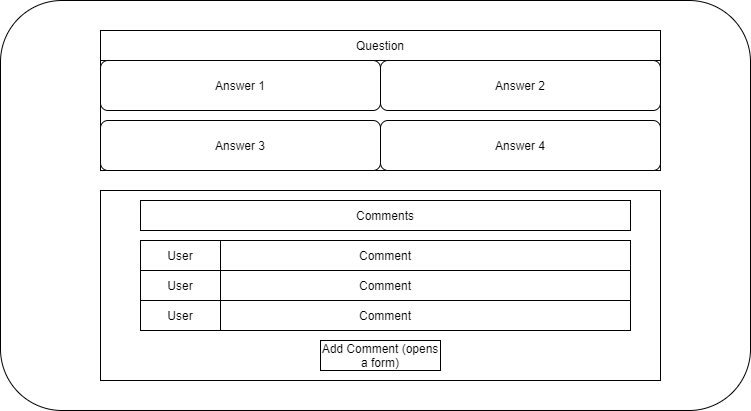 Question
Answer 1
Answer 2
Answer 3
Answer 4
Comments
User
Comment
User
Comment
User
Comment
Add Comment (opens
a form)